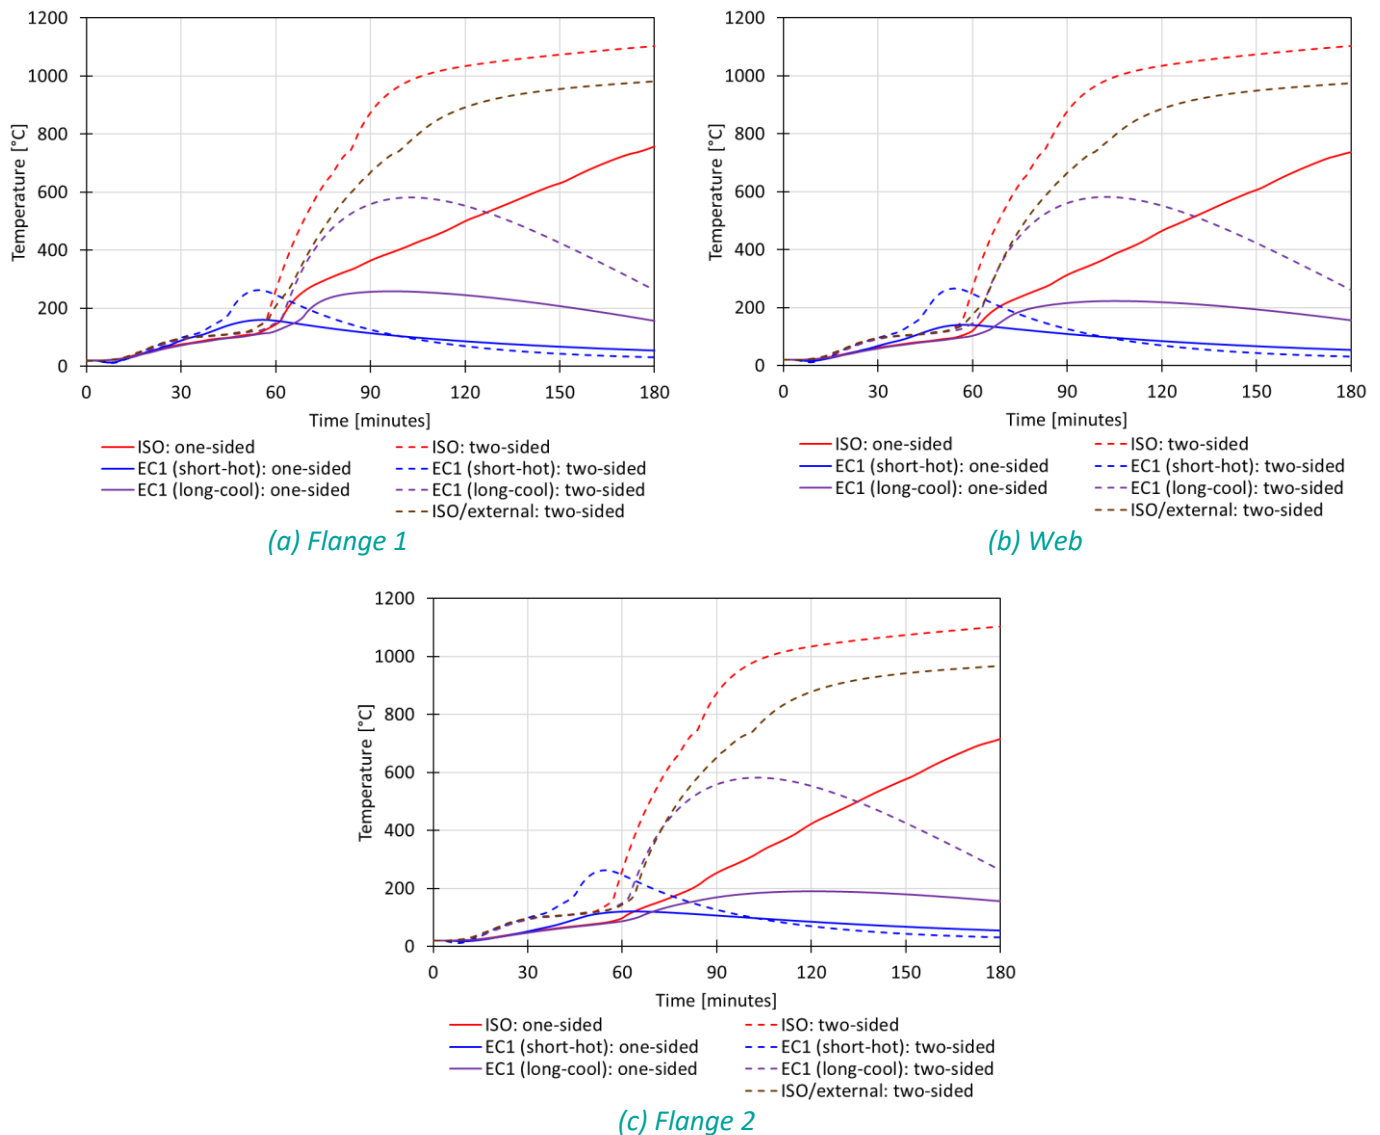 1200
1000
800
600
400
200
0
Temperature [°C]
0 30 60 90 120 150 180
Time [minutes]
ISO: one-sided ISO: two-sided
EC1 (short-hot): one-sided EC1 (short-hot): two-sided
EC1 (long-cool): one-sided EC1 (long-cool): two-sided
ISO/external: two-sided
(a) Flange 1
1200
1000
800
600
400
200
0
Temperature [°C]
0 30 60 90 120 150 180
Time [minutes]
ISO: one-sided ISO: two-sided
EC1 (short-hot): one-sided EC1 (short-hot): two-sided
EC1 (long-cool): one-sided EC1 (long-cool): two-sided
ISO/external: two-sided
(b) Web
1200
1000
800
600
400
200
0
Temperature [°C]
0 30 60 90 120 150 180
Time [minutes]
ISO: one-sided ISO: two-sided
EC1 (short-hot): one-sided EC1 (short-hot): two-sided
EC1 (long-cool): one-sided EC1 (long-cool): two-sided
ISO/external: two-sided
(c) Flange 2